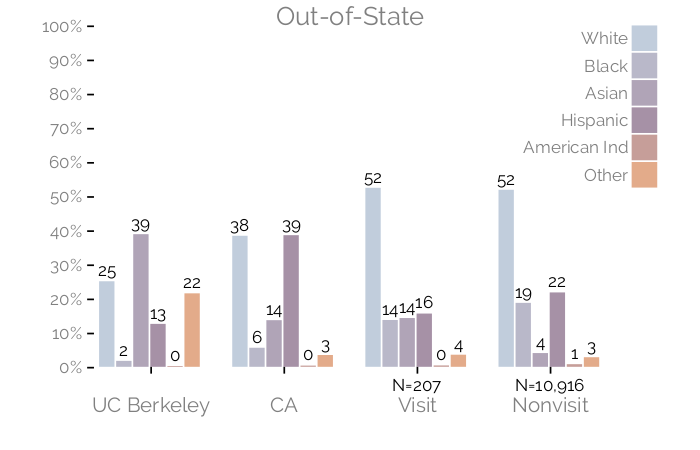 Out-of-State
100%
90%
80%
70%
60%
50%
40%
30%
20%
10%
0%
White
Black
Asian
Hispanic
American Ind
Other
25 2 39 13 0 22
38 6 14 39 0 3
52 14 14 16 0 4
52 19 4 22 1 3
N=207 N=10,916
UC Berkeley CA Visit Nonvisit